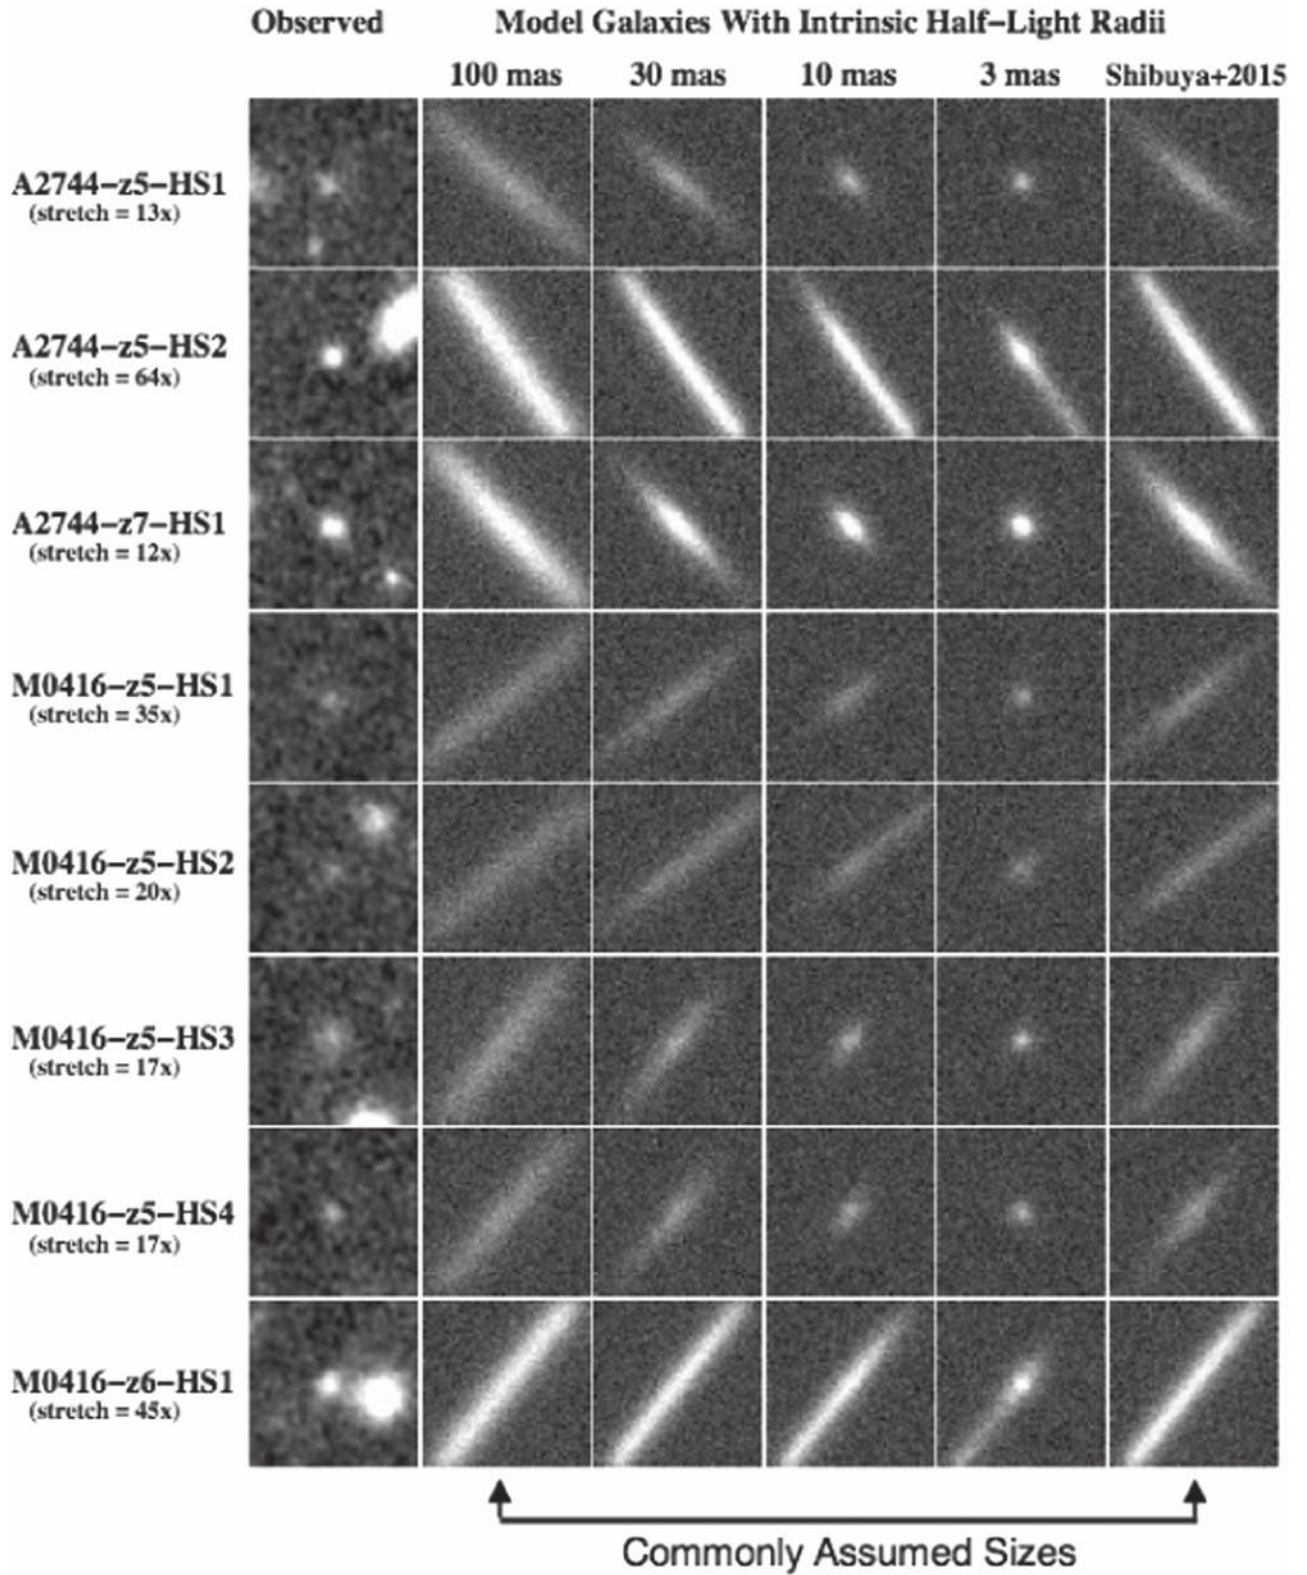 Observed Model Galaxies With Intrinsic Half–Light Radii
100 mas 30 mas 10 mas 3 mas Shibuya+2015
A2744–z5–HS1
(stretch = 13x)
A2744–z5–HS2
(stretch = 64x)
A2744–z7–HS1
(stretch = 12x)
M0416–z5–HS1
(stretch = 35x)
M0416–z5–HS2
(stretch = 20x)
M0416–z5–HS3
(stretch = 17x)
M0416–z5–HS4
(stretch = 17x)
M0416–z6–HS1
(stretch = 45x)
Commonly Assumed Sizes